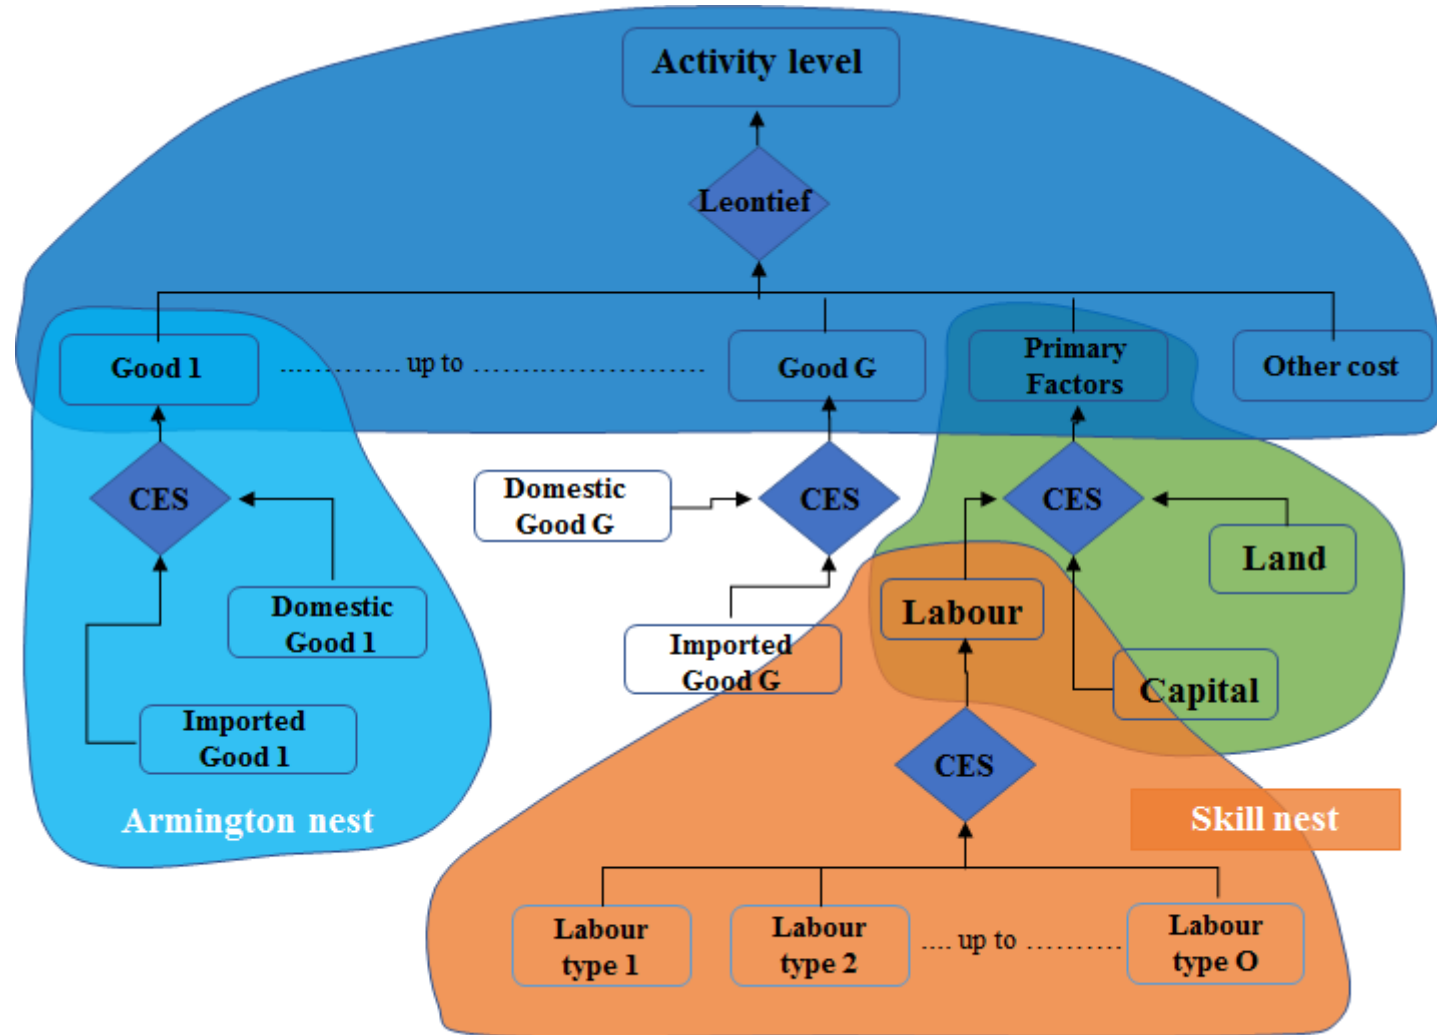 Activity level
Leontief
Good 1
............. up to ............................
Good G
Primary
Factors
Other cost
CES
Domestic
Good G
CES
CES
Land
Domestic
Good 1
Labour
Imported
Good G
Capital
Imported
Good 1
CES
Armington nest
Skill nest
Labour
type 1
Labour
type 2
.... up to ...........
Labour
type O